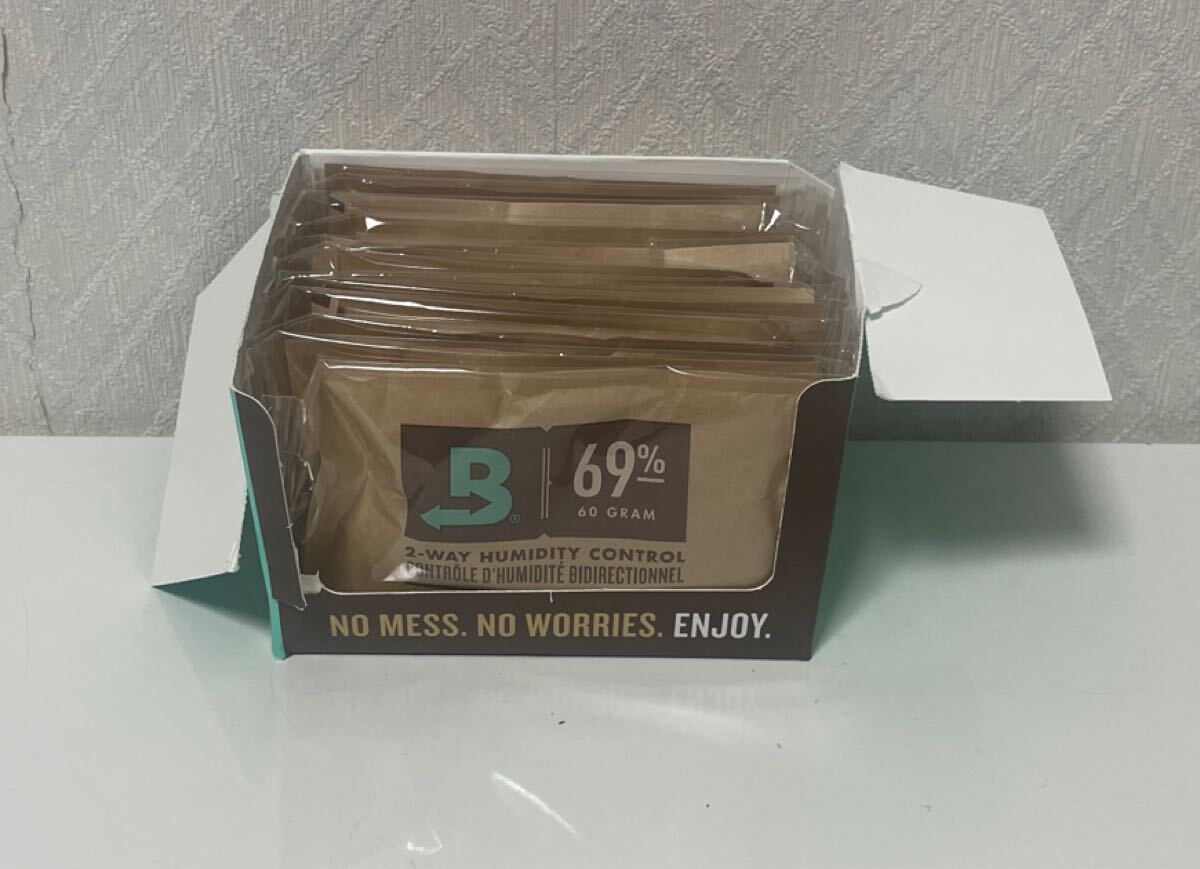 B®
69%
60 GRAM
2-WAY HUMIDITY CONTROL
CONTRÔLE D'HUMIDITÉ BIDIRECTIONNEL
NO MESS. NO WORRIES. ENJOY.